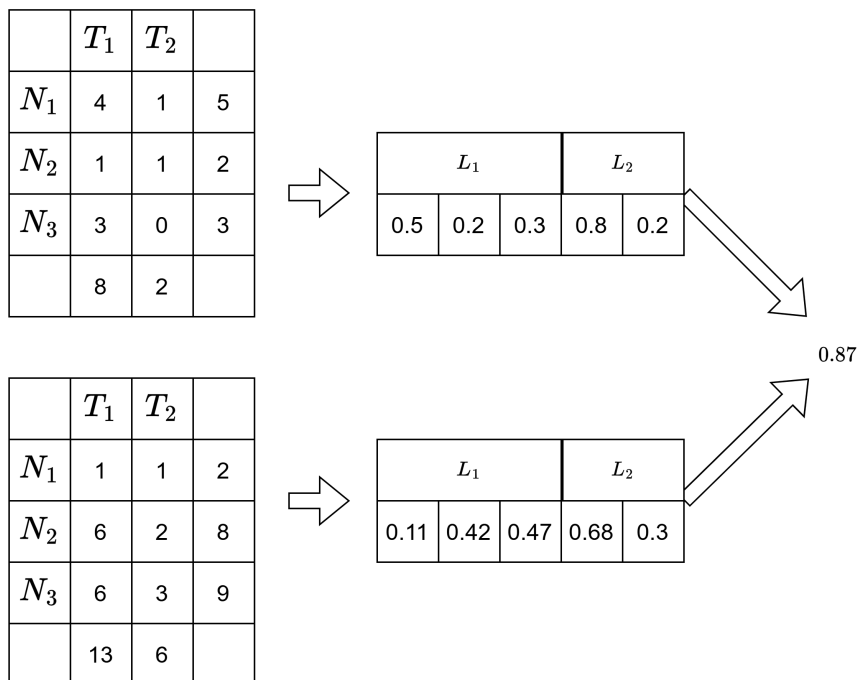 T₁ T₂
N₁ 4 1 5
N₂ 1 1 2
N₃ 3 0 3
8 2
L₁ L₂
0.5 0.2 0.3 0.8 0.2
0.87
T₁ T₂
N₁ 1 1 2
N₂ 6 2 8
N₃ 6 3 9
13 6
L₁ L₂
0.11 0.42 0.47 0.68 0.3